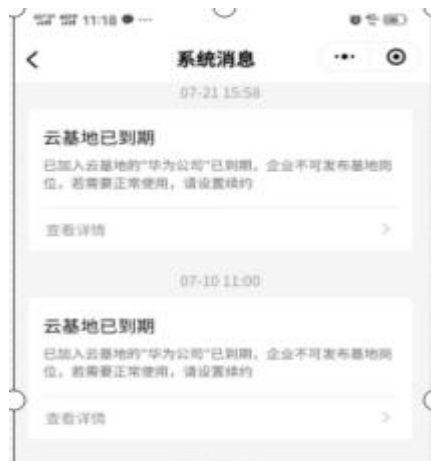 11:18
系统消息
07-21 15:58
云基地已到期
已加入云基地的"华为公司"已到期，企业不可发布基地岗
位，若需要正常使用，请设置续约
查看详情
07-10 11:00
云基地已到期
已加入云基地的"华为公司"已到期，企业不可发布基地岗
位，若需要正常使用，请设置续约
查看详情